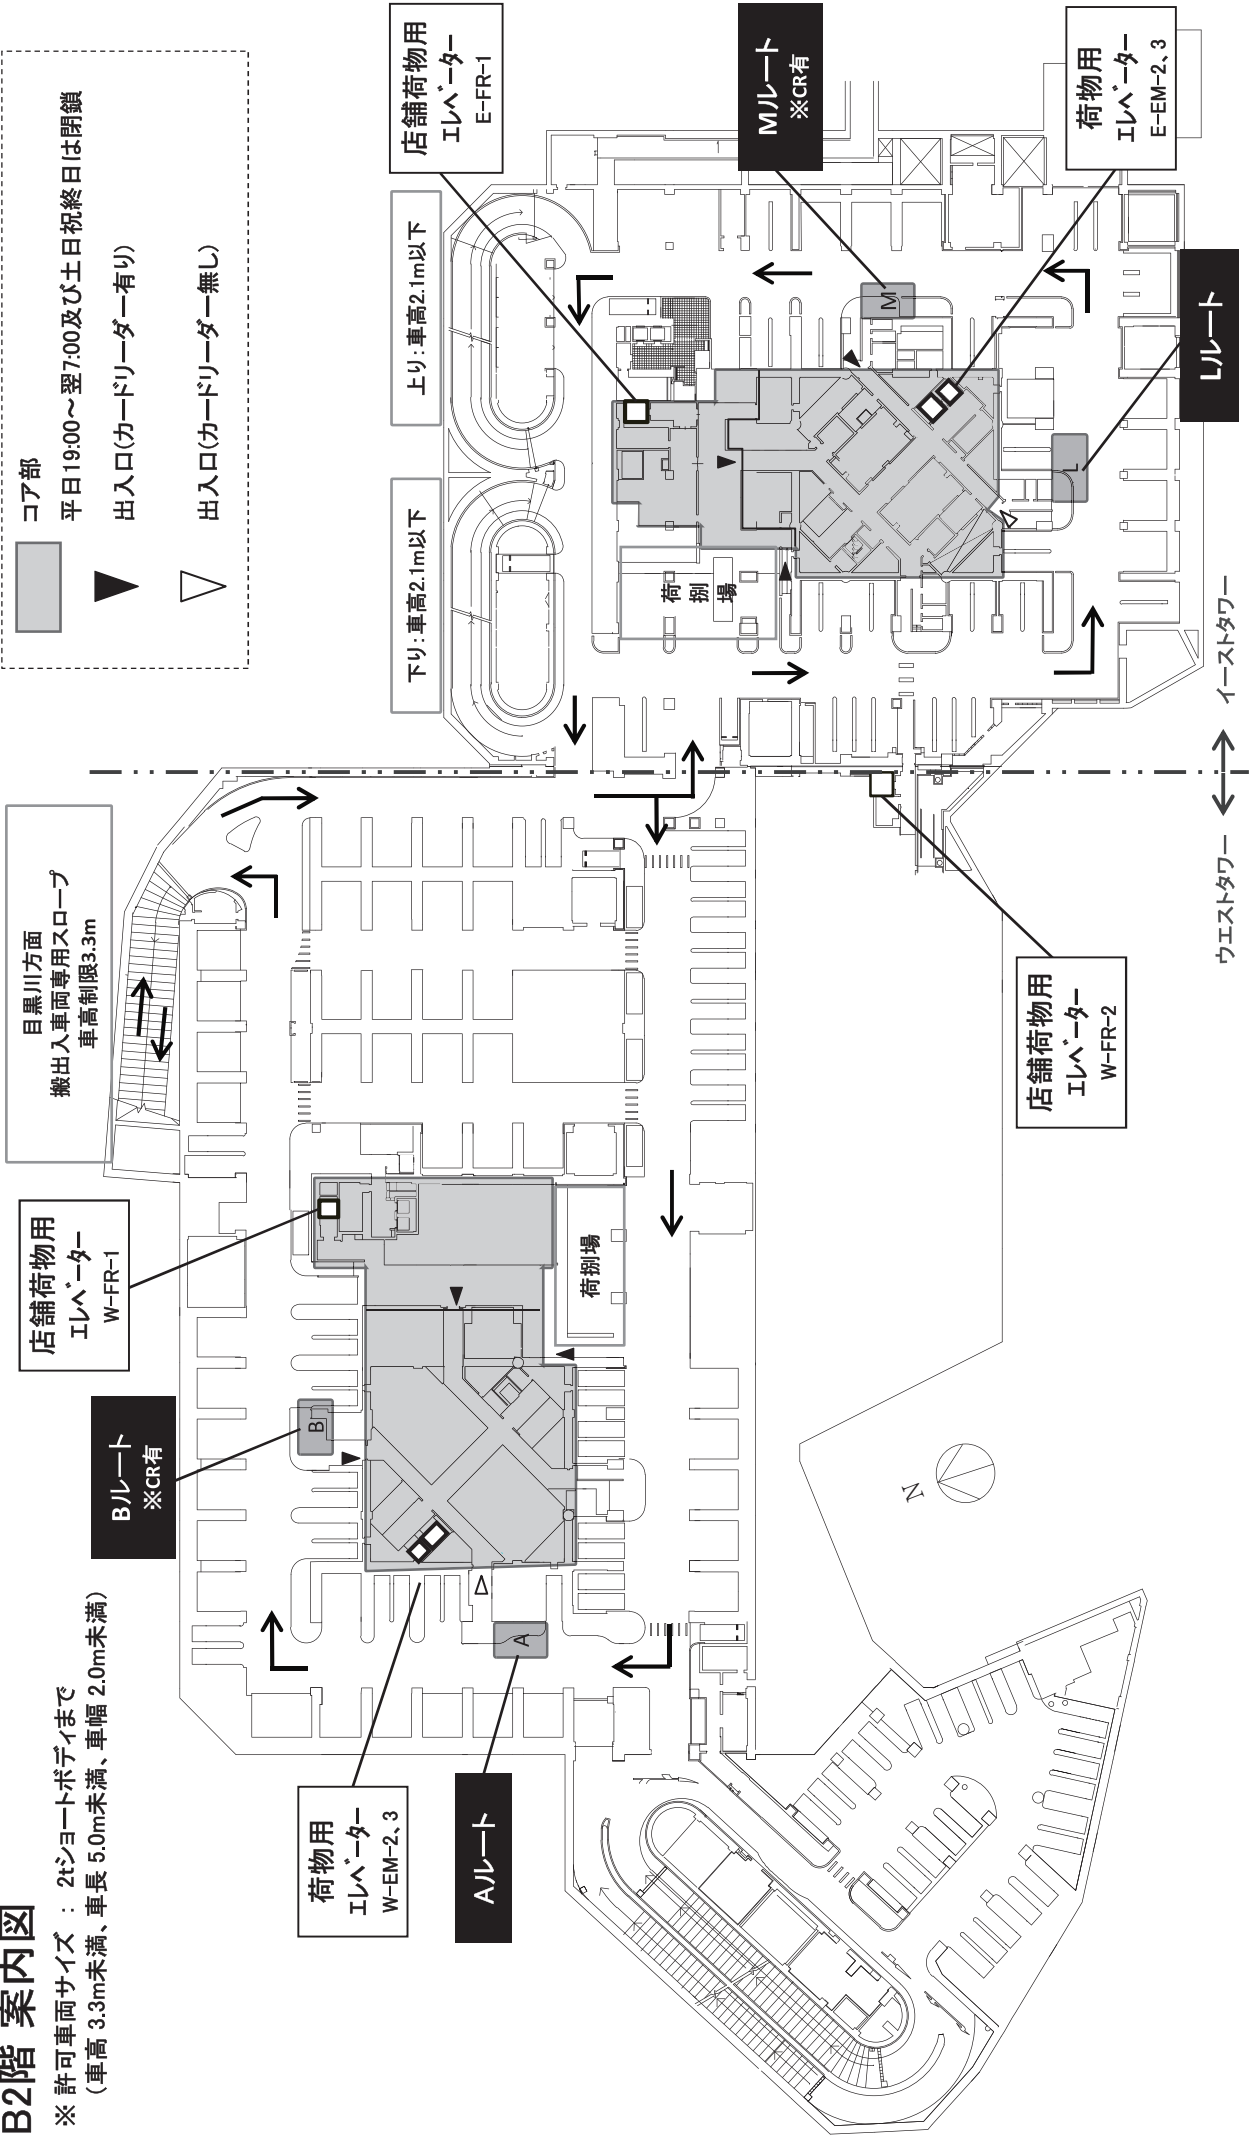 B2階 案内図
※ 許可車両サイズ : 2tショートボディまで
(車高 3.3m未満、車長 5.0m未満、車幅 2.0m未満)
コア部
平日19:00～翌7:00及び土日祝終日は閉鎖
出入口(カードリーダー有り)
出入口(カードリーダー無し)
目黒川方面
搬出入車両専用スロープ
車高制限3.3m
店舗荷物用
エレベーター
W-FR-1
Bルート
※CR有
B
荷物用
エレベーター
W-EM-2、3
Aルート
A
荷捌場
下り:車高2.1m以下
上り:車高2.1m以下
店舗荷物用
エレベーター
E-FR-1
Mルート
※CR有
M
荷物用
エレベーター
E-EM-2、3
Lルート
L
荷
捌
場
店舗荷物用
エレベーター
W-FR-2
N
ウエストタワー
イーストタワー